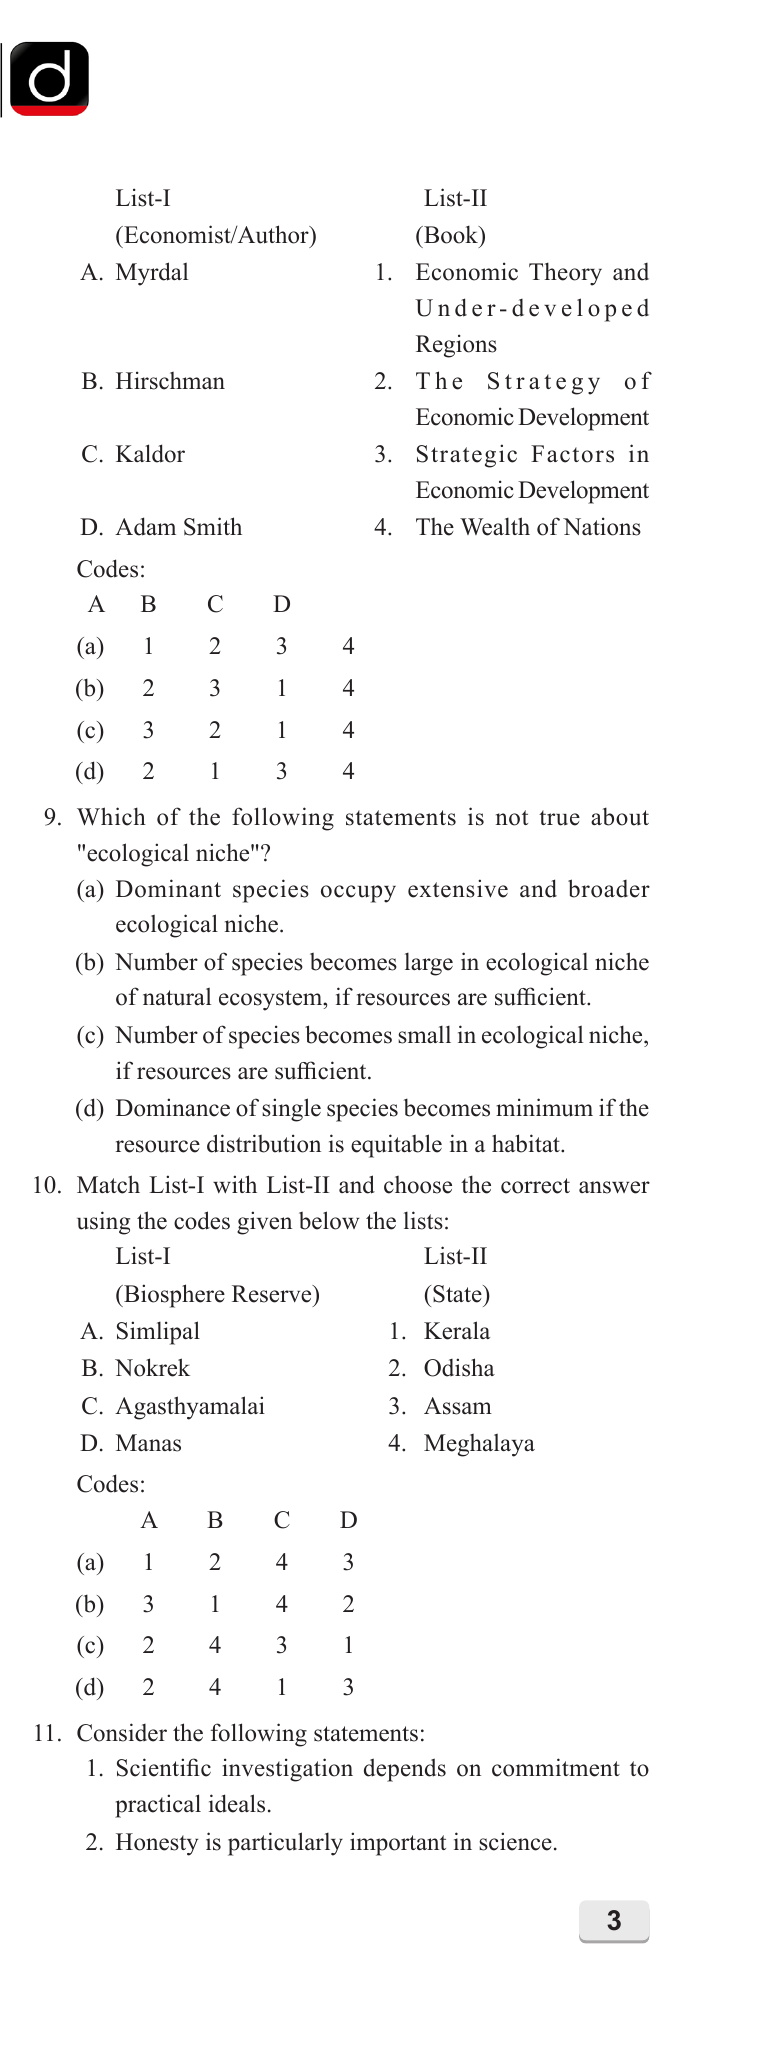 d
List-I List-II
(Economist/Author) (Book)
A. Myrdal 1. Economic Theory and
Under-developed
Regions
B. Hirschman 2. The Strategy of
Economic Development
C. Kaldor 3. Strategic Factors in
Economic Development
D. Adam Smith 4. The Wealth of Nations
Codes:
A B C D
(a) 1 2 3 4
(b) 2 3 1 4
(c) 3 2 1 4
(d) 2 1 3 4
9. Which of the following statements is not true about
"ecological niche"?
(a) Dominant species occupy extensive and broader
ecological niche.
(b) Number of species becomes large in ecological niche
of natural ecosystem, if resources are sufficient.
(c) Number of species becomes small in ecological niche,
if resources are sufficient.
(d) Dominance of single species becomes minimum if the
resource distribution is equitable in a habitat.
10. Match List-I with List-II and choose the correct answer
using the codes given below the lists:
List-I List-II
(Biosphere Reserve) (State)
A. Simlipal 1. Kerala
B. Nokrek 2. Odisha
C. Agasthyamalai 3. Assam
D. Manas 4. Meghalaya
Codes:
A B C D
(a) 1 2 4 3
(b) 3 1 4 2
(c) 2 4 3 1
(d) 2 4 1 3
11. Consider the following statements:
1. Scientific investigation depends on commitment to
practical ideals.
2. Honesty is particularly important in science.
3